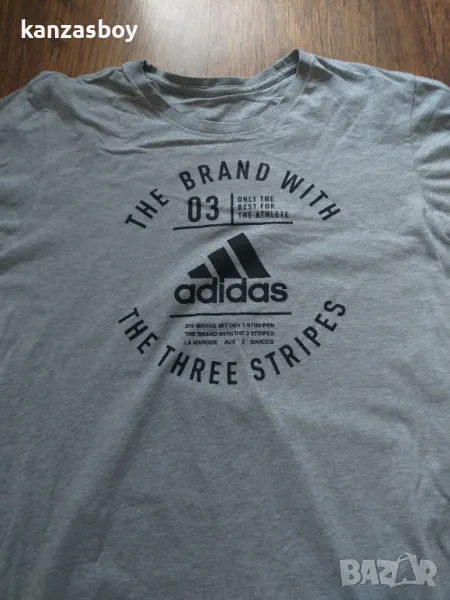 kanzasboy
THE BRAND WITH
03
ONLY THE
BEST FOR
THE ATHLETE
adidas
DIE MARKE MIT DEN 3 STREIFEN
THE BRAND WITH THE 3 STRIPES
LA MARQUE AUX 3 BANDES
THE THREE STRIPES
BAZAR